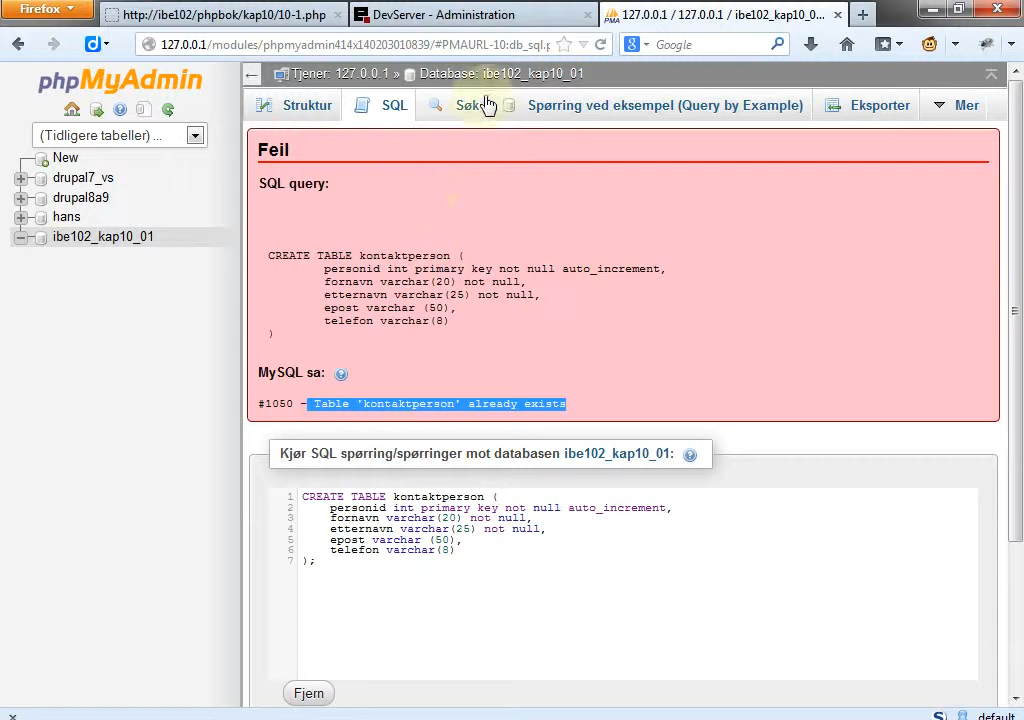 Firefox
http://ibe102/phpbok/kap10/10-1.php
DevServer - Administration
PMA
127.0.0.1 / 127.0.0.1 / ibe102_kap10_0...
127.0.0.1/modules/phpmyadmin414x140203010839/#PMAURL-10:db_sql.p
Google
phpMyAdmin
(Tidligere tabeller) ...
New
drupal7_vs
drupal8a9
hans
ibe102_kap10_01
Tjener: 127.0.0.1 » Database: ibe102_kap10_01
Struktur
SQL
Søk
Spørring ved eksempel (Query by Example)
Eksporter
Mer
Feil
SQL query:
CREATE TABLE kontaktperson (
personid int primary key not null auto_increment,
fornavn varchar(20) not null,
etternavn varchar(25) not null,
epost varchar (50),
telefon varchar(8)
)
MySQL sa:
#1050 - Table 'kontaktperson' already exists
Kjør SQL spørring/spørringer mot databasen ibe102_kap10_01:
1 CREATE TABLE kontaktperson (
2 personid int primary key not null auto_increment,
3 fornavn varchar(20) not null,
4 etternavn varchar(25) not null,
5 epost varchar (50),
6 telefon varchar(8)
7 );
Fjern
default